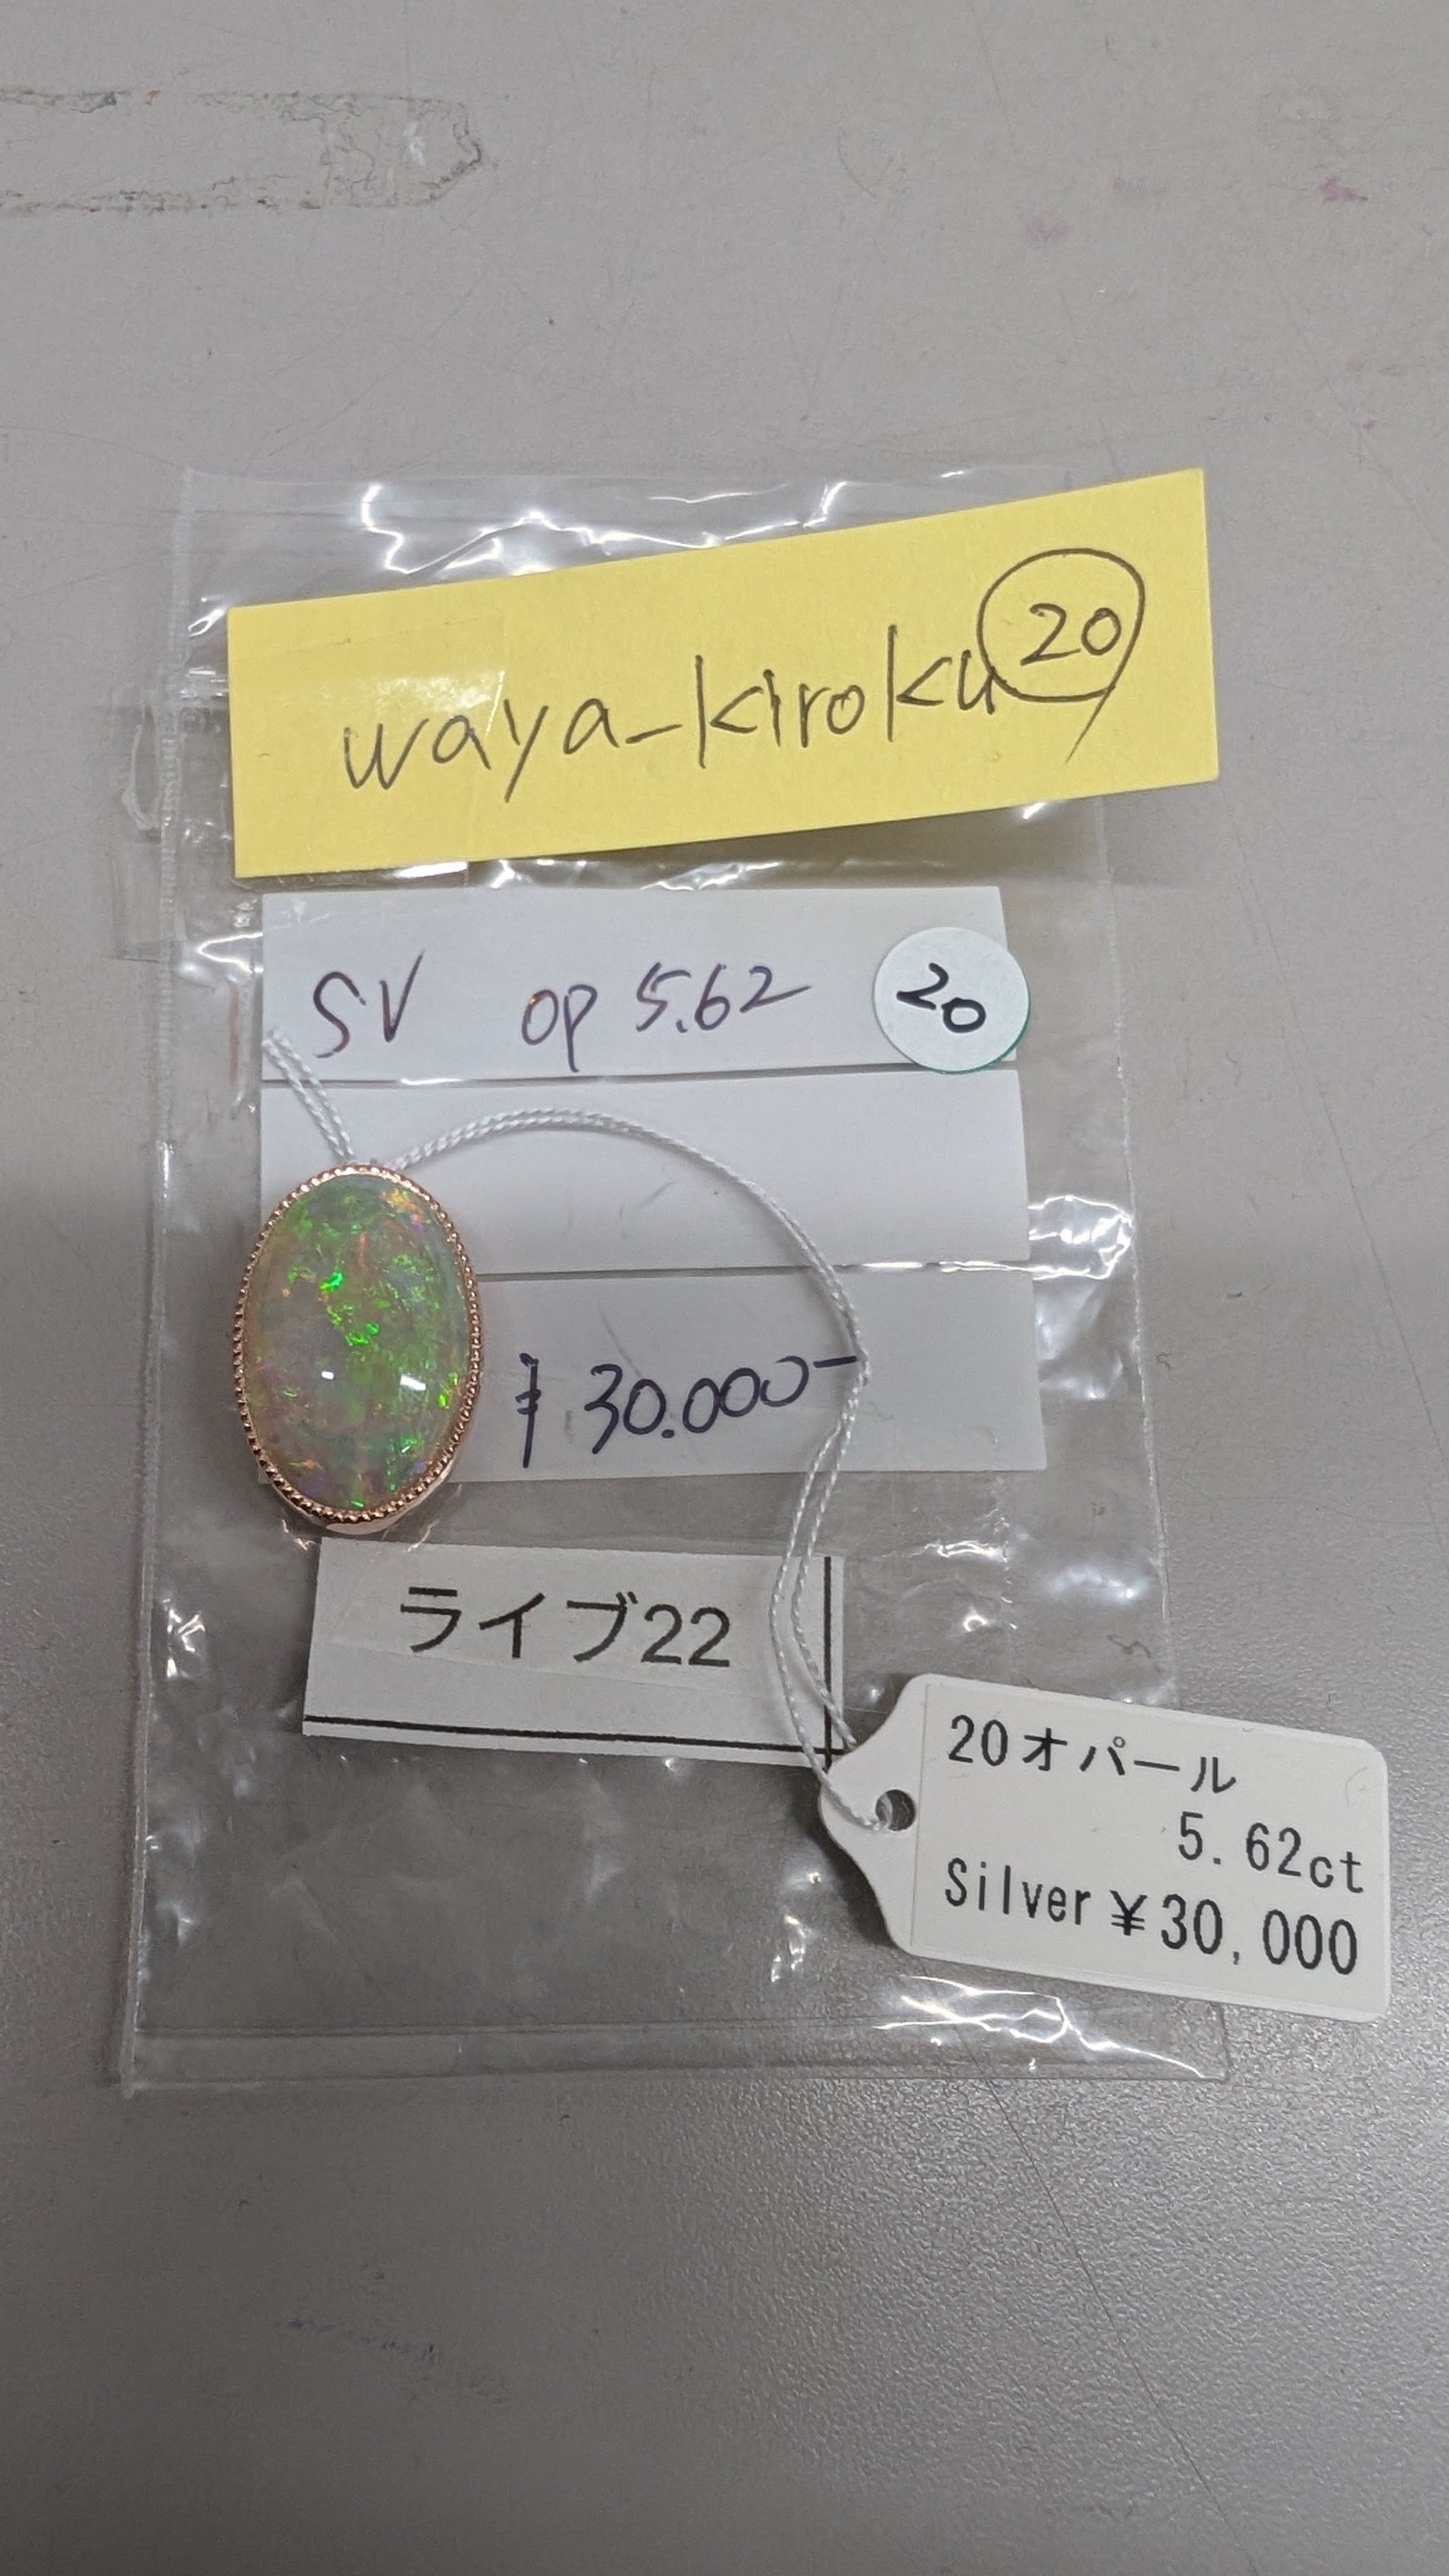 waya-kiroku 20
SV op 5.62 20
¥30.000-
ライブ22
20オパール
5.62ct
Silver ¥30,000